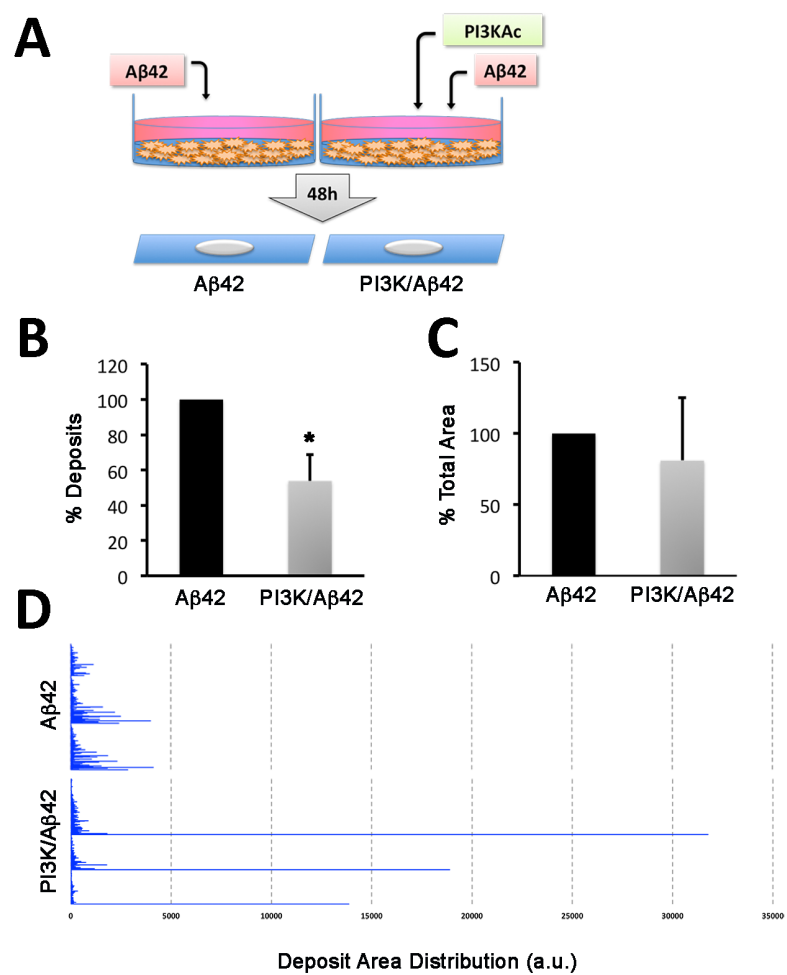 A
PI3KAc
Aβ42
Aβ42
48h
Aβ42
PI3K/Aβ42
B
% Deposits
120
100
80
60
40
20
0
*
Aβ42
PI3K/Aβ42
C
% Total Area
150
100
50
0
Aβ42
PI3K/Aβ42
D
Aβ42
PI3K/Aβ42
0
5000
10000
15000
20000
25000
30000
35000
Deposit Area Distribution (a.u.)